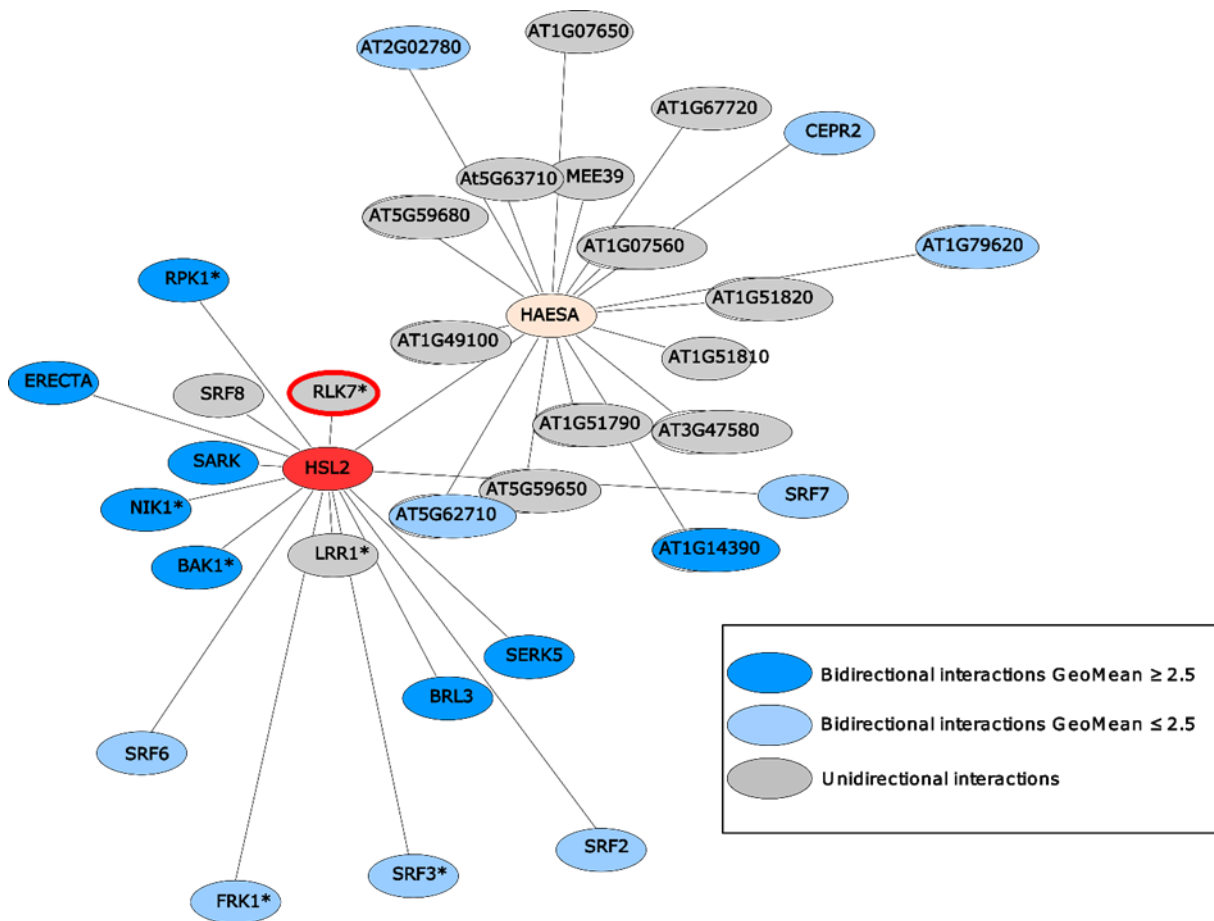 AT1G07650
AT2G02780
AT1G67720
CEPR2
At5G63710
MEE39
AT5G59680
AT1G07560
AT1G79620
RPK1*
AT1G51820
HAESA
AT1G49100
AT1G51810
ERECTA
SRF8
RLK7*
AT1G51790
AT3G47580
SARK
HSL2
AT5G59650
SRF7
NIK1*
AT5G62710
AT1G14390
BAK1*
LRR1*
SERK5
BRL3
SRF6
SRF2
SRF3*
FRK1*
Bidirectional interactions GeoMean ≥ 2.5
Bidirectional interactions GeoMean ≤ 2.5
Unidirectional interactions